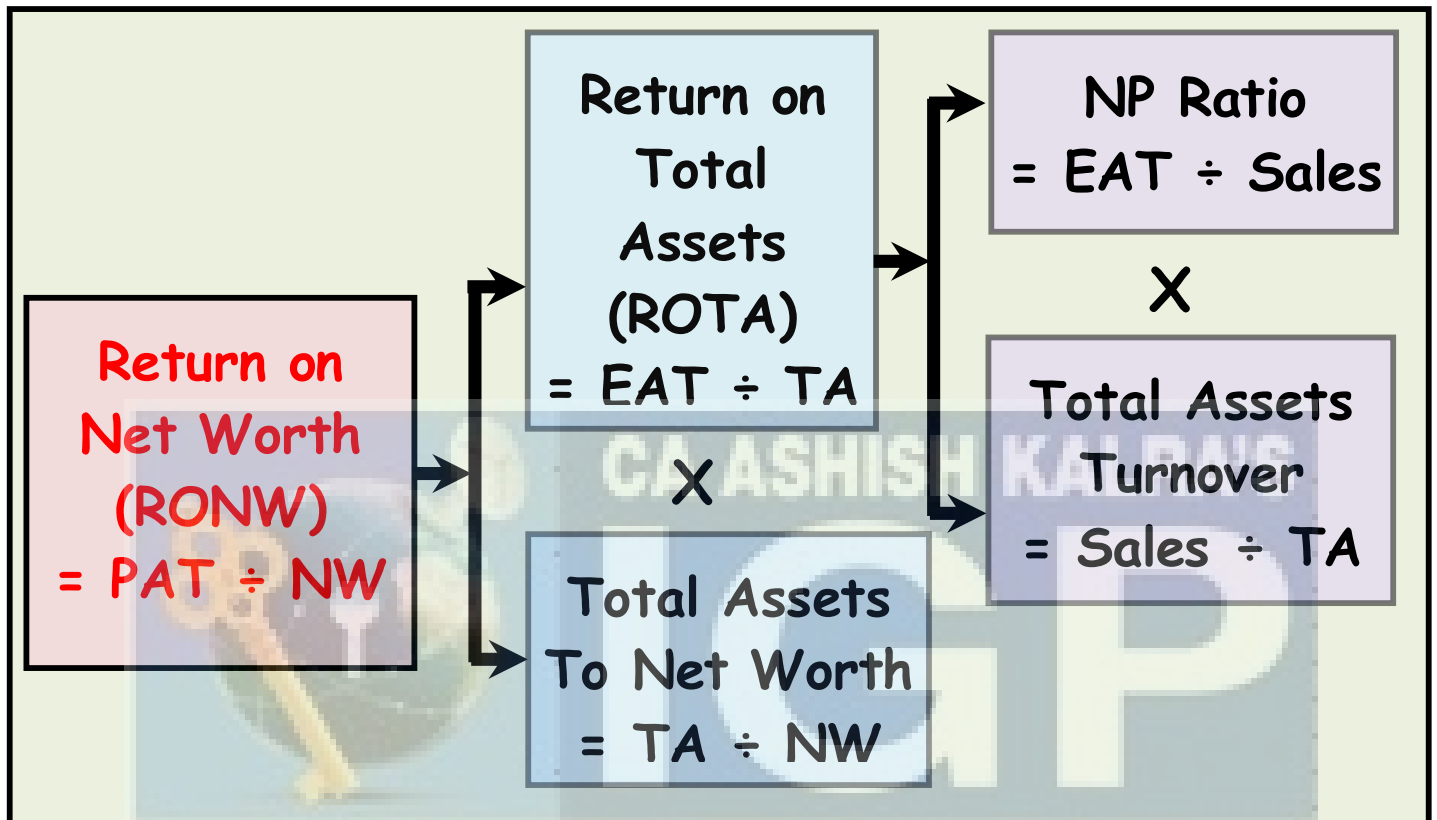 Return on
Net Worth
(RONW)
= PAT ÷ NW
Return on
Total
Assets
(ROTA)
= EAT ÷ TA
X
Total Assets
To Net Worth
= TA ÷ NW
NP Ratio
= EAT ÷ Sales
X
Total Assets
Turnover
= Sales ÷ TA
CA ASHISH KALRA'S
IGP